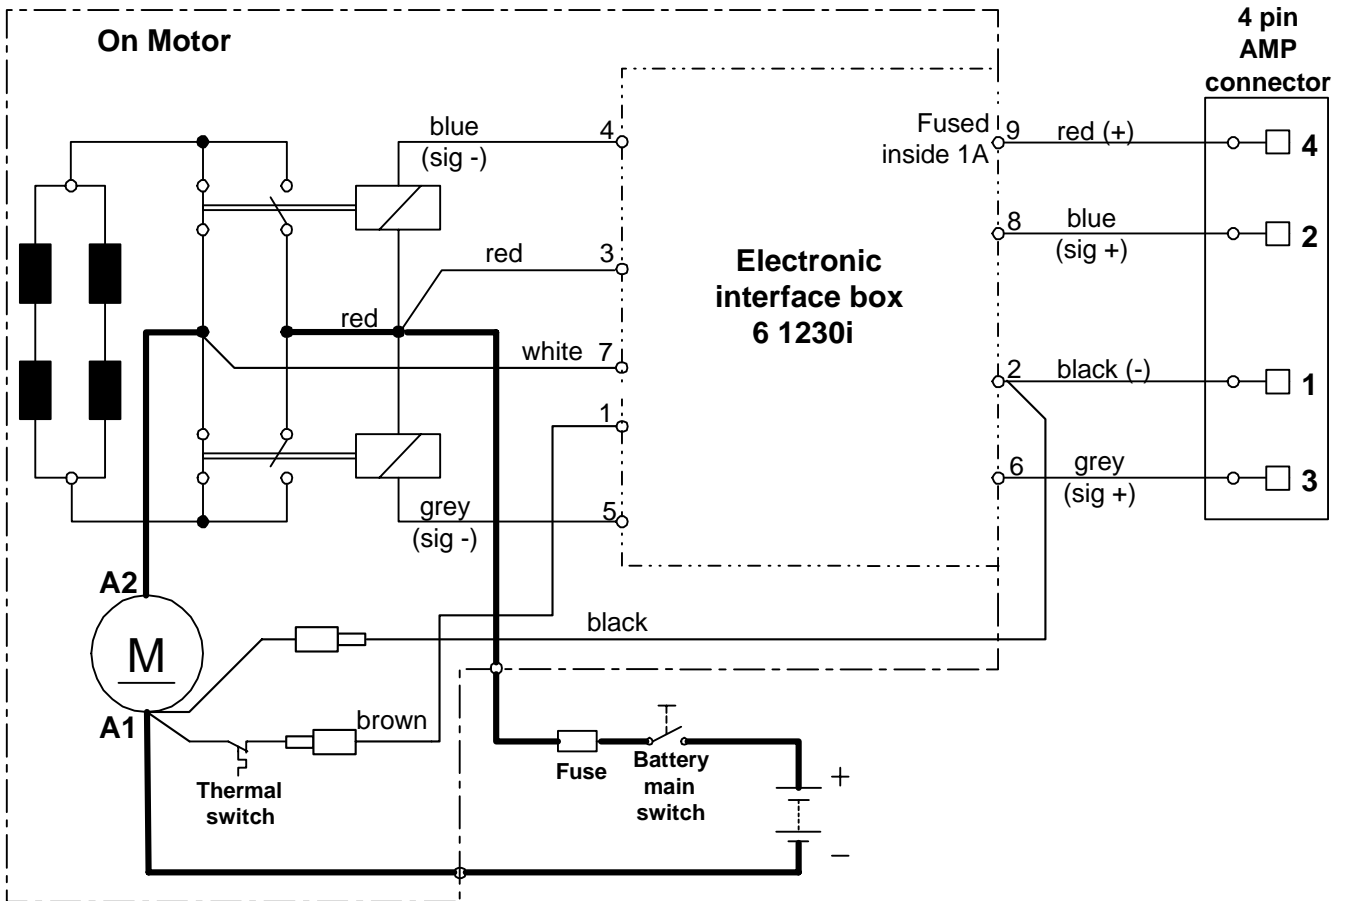 On Motor
4 pin
AMP
connector
blue
(sig -)
4
Fused
inside 1A
9
red (+)
4
8
blue
(sig +)
2
red
3
Electronic
interface box
6 1230i
red
white
7
2
black (-)
1
1
6
grey
(sig +)
3
grey
(sig -)
5
A2
M
A1
black
brown
Thermal
switch
Fuse
Battery
main
switch
+
–